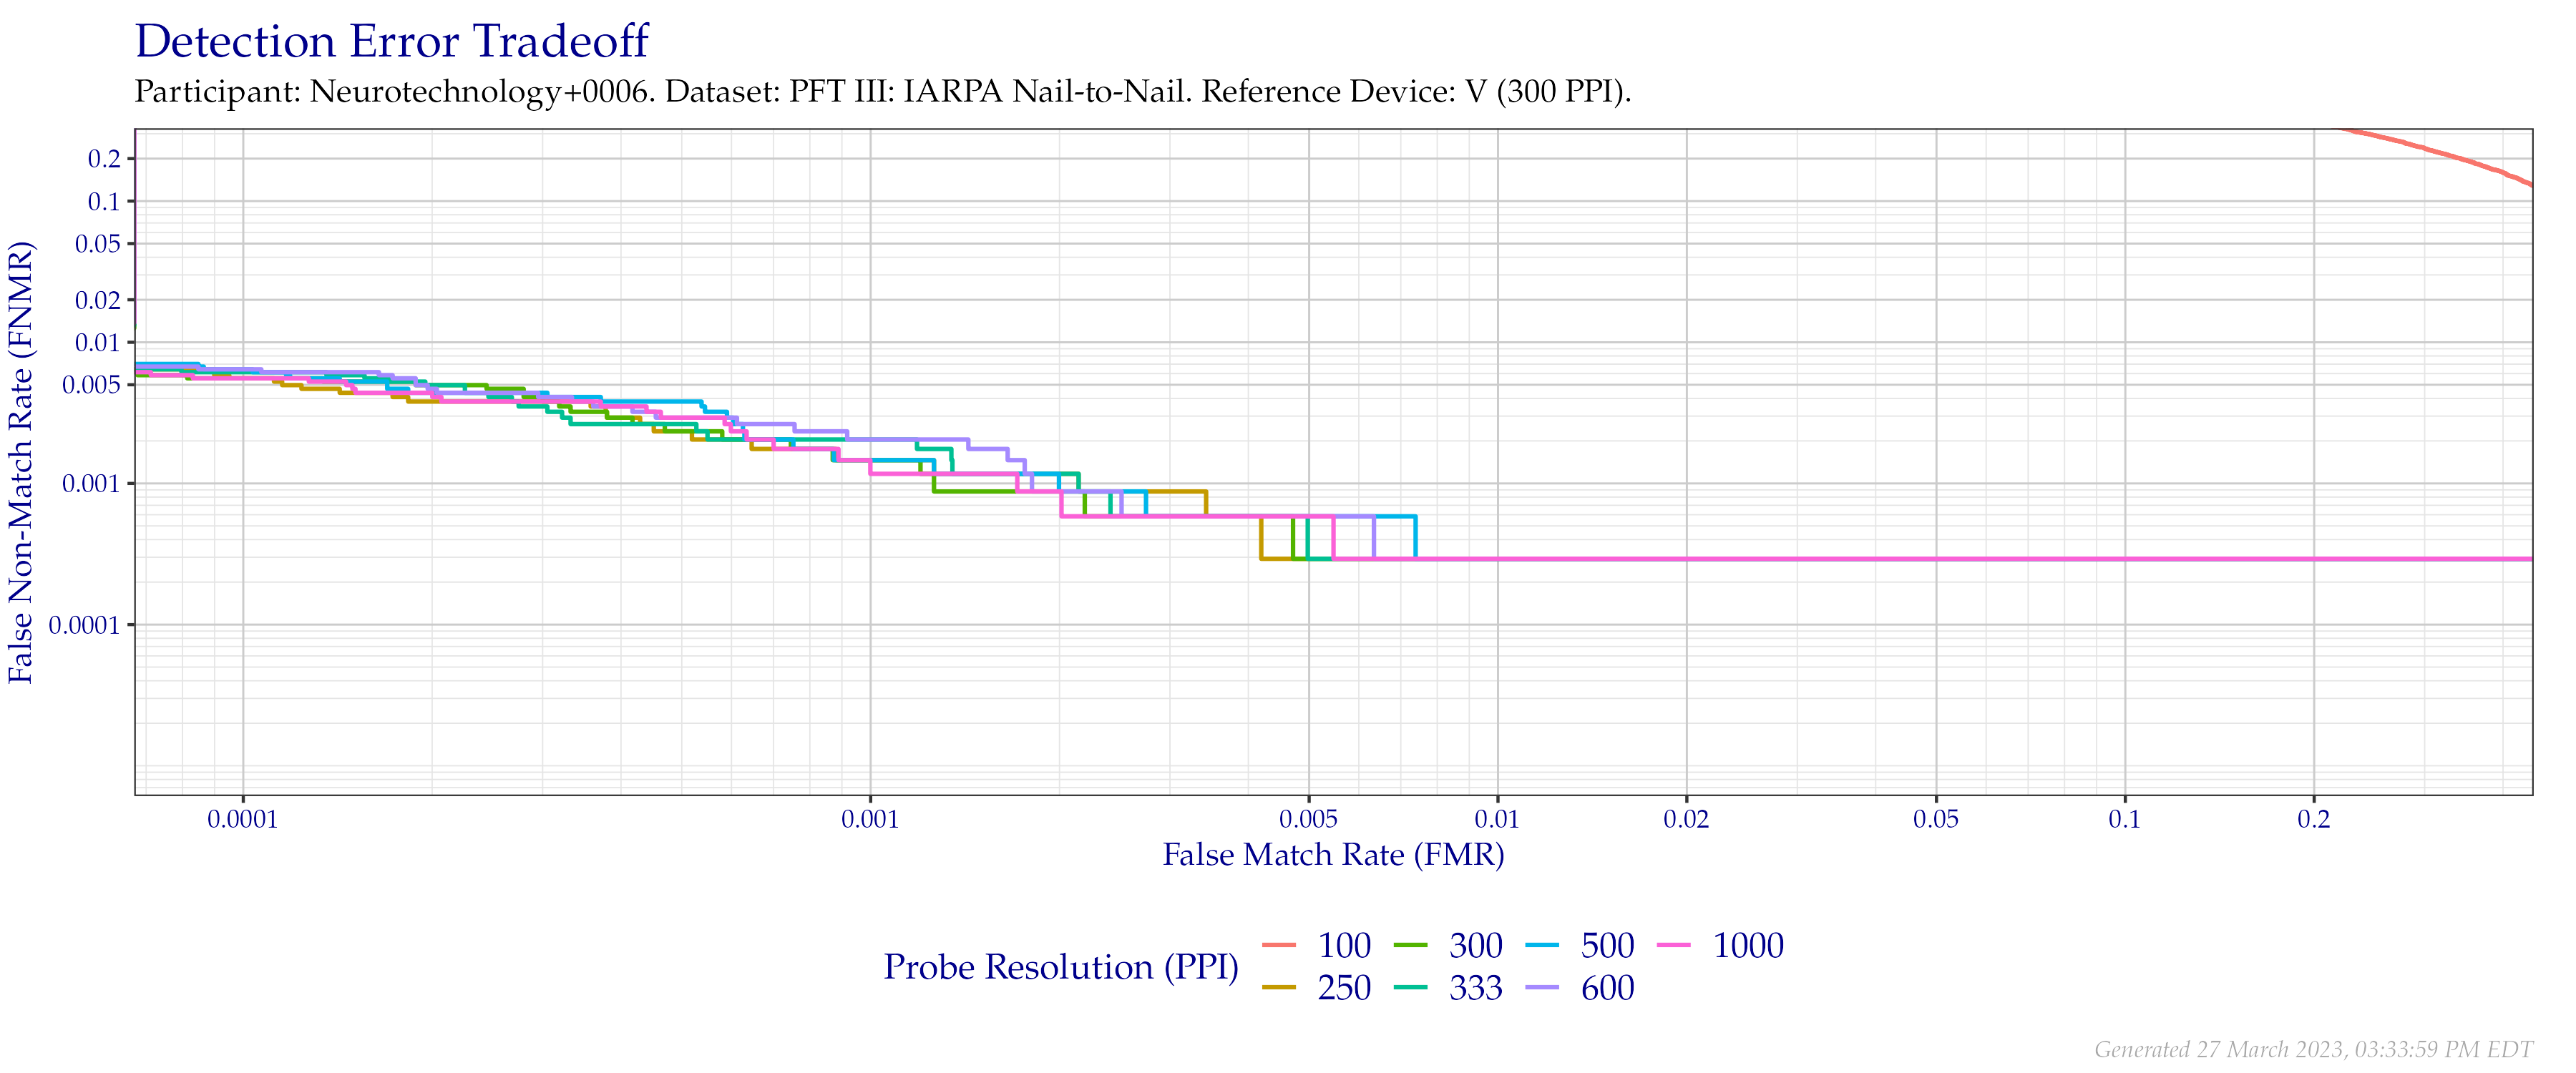 Detection Error Tradeoff
Participant: Neurotechnology+0006. Dataset: PFT III: IARPA Nail-to-Nail. Reference Device: V (300 PPI).
False Non-Match Rate (FNMR)
0.2
0.1
0.05
0.02
0.01
0.005
0.001
0.0001
0.0001 0.001 0.005 0.01 0.02 0.05 0.1 0.2
False Match Rate (FMR)
Probe Resolution (PPI)
100 300 500 1000
250 333 600
Generated 27 March 2023, 03:33:59 PM EDT